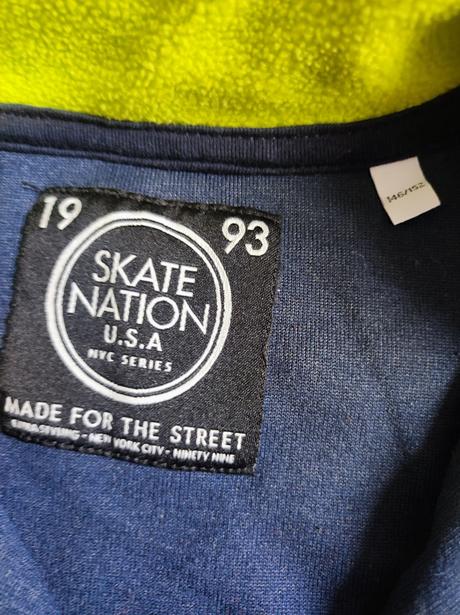 19 93
SKATE
NATION
U.S.A
NYC SERIES
MADE FOR THE STREET
- NEW YORK CITY - NINETY NINE
146/152